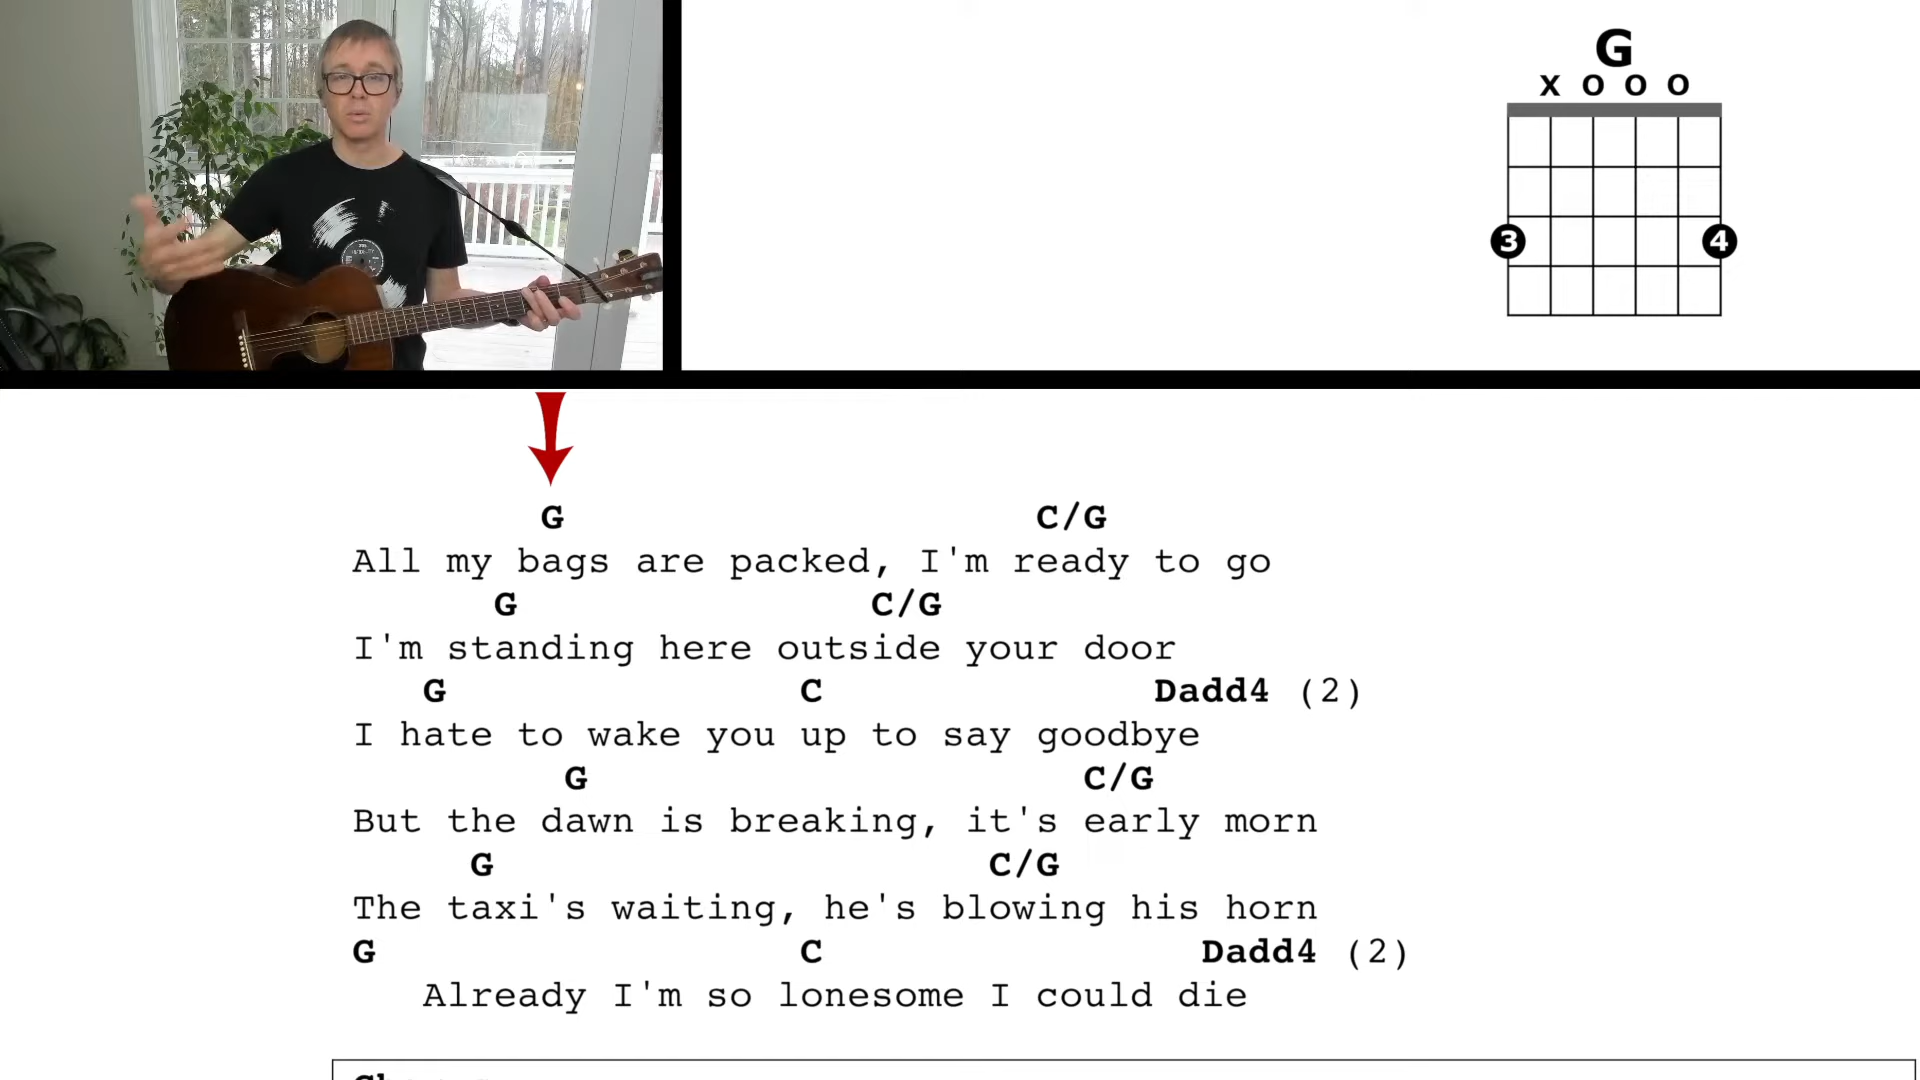 G
X O O O
3 4
G C/G
All my bags are packed, I'm ready to go
G C/G
I'm standing here outside your door
G C Dadd4 (2)
I hate to wake you up to say goodbye
G C/G
But the dawn is breaking, it's early morn
G C/G
The taxi's waiting, he's blowing his horn
G C Dadd4 (2)
Already I'm so lonesome I could die